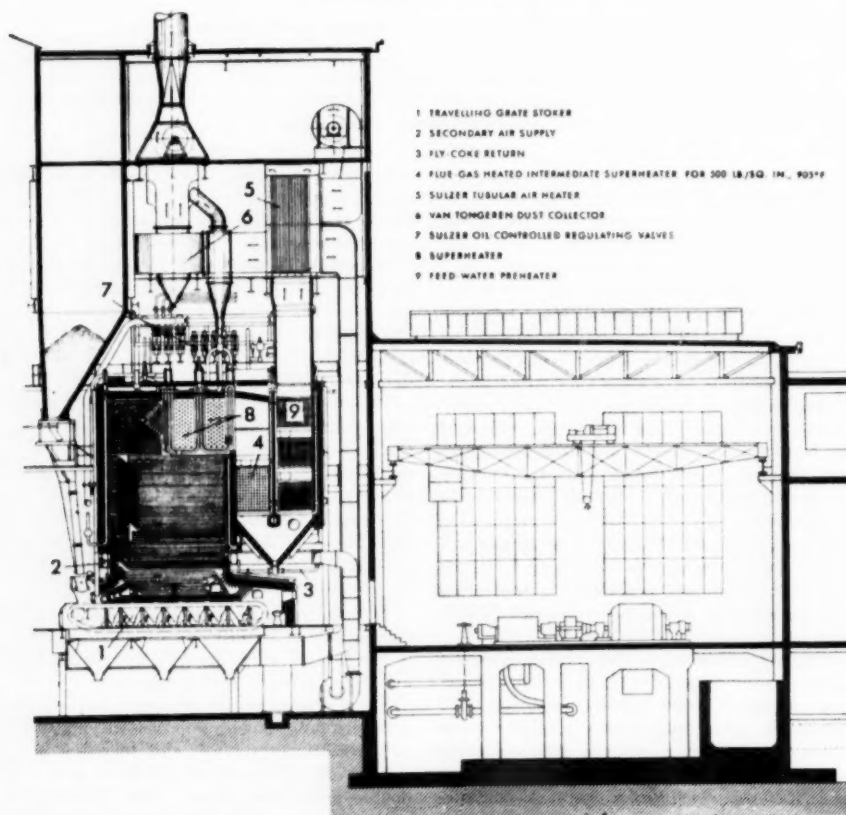 1 TRAVELLING GRATE STOKER
2 SECONDARY AIR SUPPLY
3 FLY-COKE RETURN
4 FLUE-GAS HEATED INTERMEDIATE SUPERHEATER FOR 500 LB/SQ. IN., 905°F
5 SULZER TUBULAR AIR HEATER
6 VAN TONGEREN DUST COLLECTOR
7 SULZER OIL CONTROLLED REGULATING VALVES
8 SUPERHEATER
9 FEED WATER PREHEATER
5
6
7
8
9
4
2
3
1